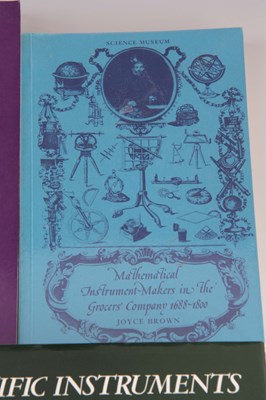 SCIENCE MUSEUM
Mathematical
Instrument-Makers in The
Grocers' Company 1688-1800
JOYCE BROWN
IFIC INSTRUMENTS